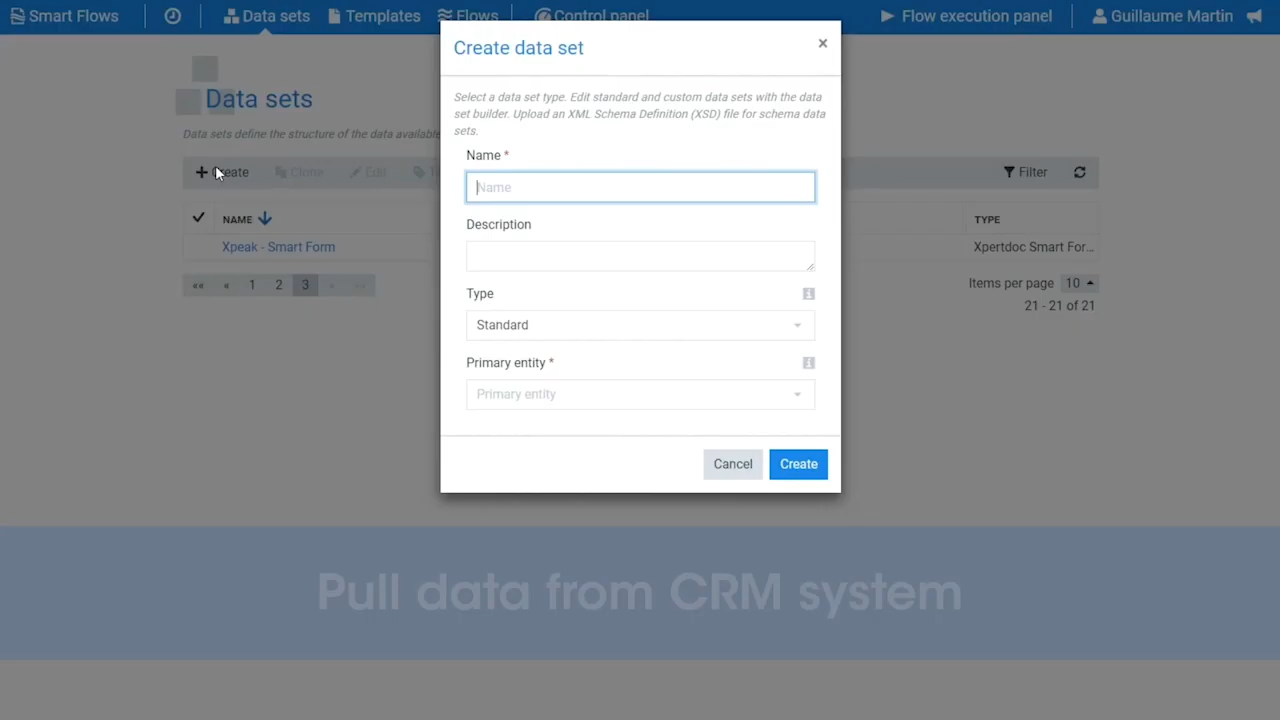 Smart Flows
Data sets
Templates
Flows
Control panel
Flow execution panel
Guillaume Martin
Create data set
×
Select a data set type. Edit standard and custom data sets with the data
set builder. Upload an XML Schema Definition (XSD) file for schema data
sets.
Name *
Name
Description
Type
Standard
Primary entity *
Primary entity
Cancel
Create
Data sets
Data sets define the structure of the data available
Create
Clone
Edit
Filter
NAME
TYPE
Xpeak - Smart Form
Xpertdoc Smart For...
«« « 1 2 3 » »»
Items per page 10
21 - 21 of 21
Pull data from CRM system